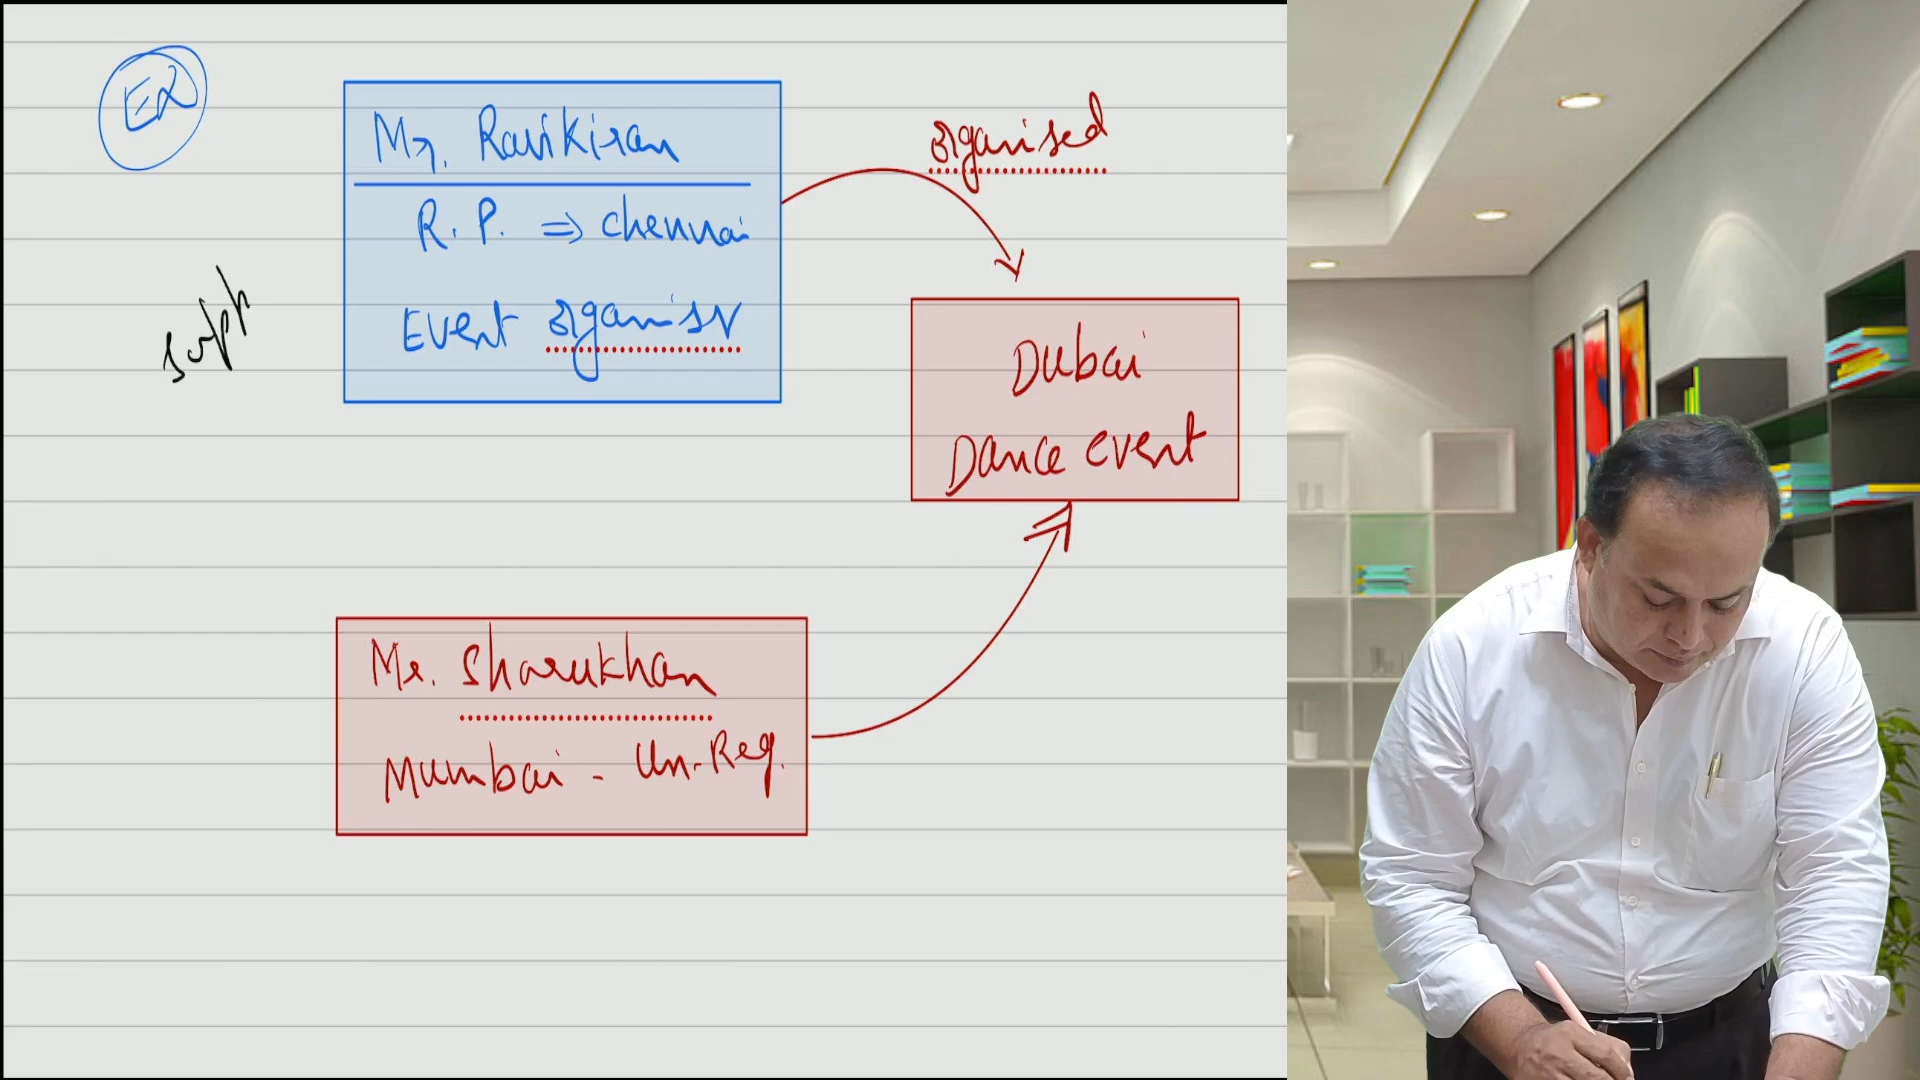 Ex
Mr. Ravikiran
R.P. ⇒ chennai
Event organiser
organised
Dubai
Dance event
Mr. Sharukhan
Mumbai - Un-Reg.